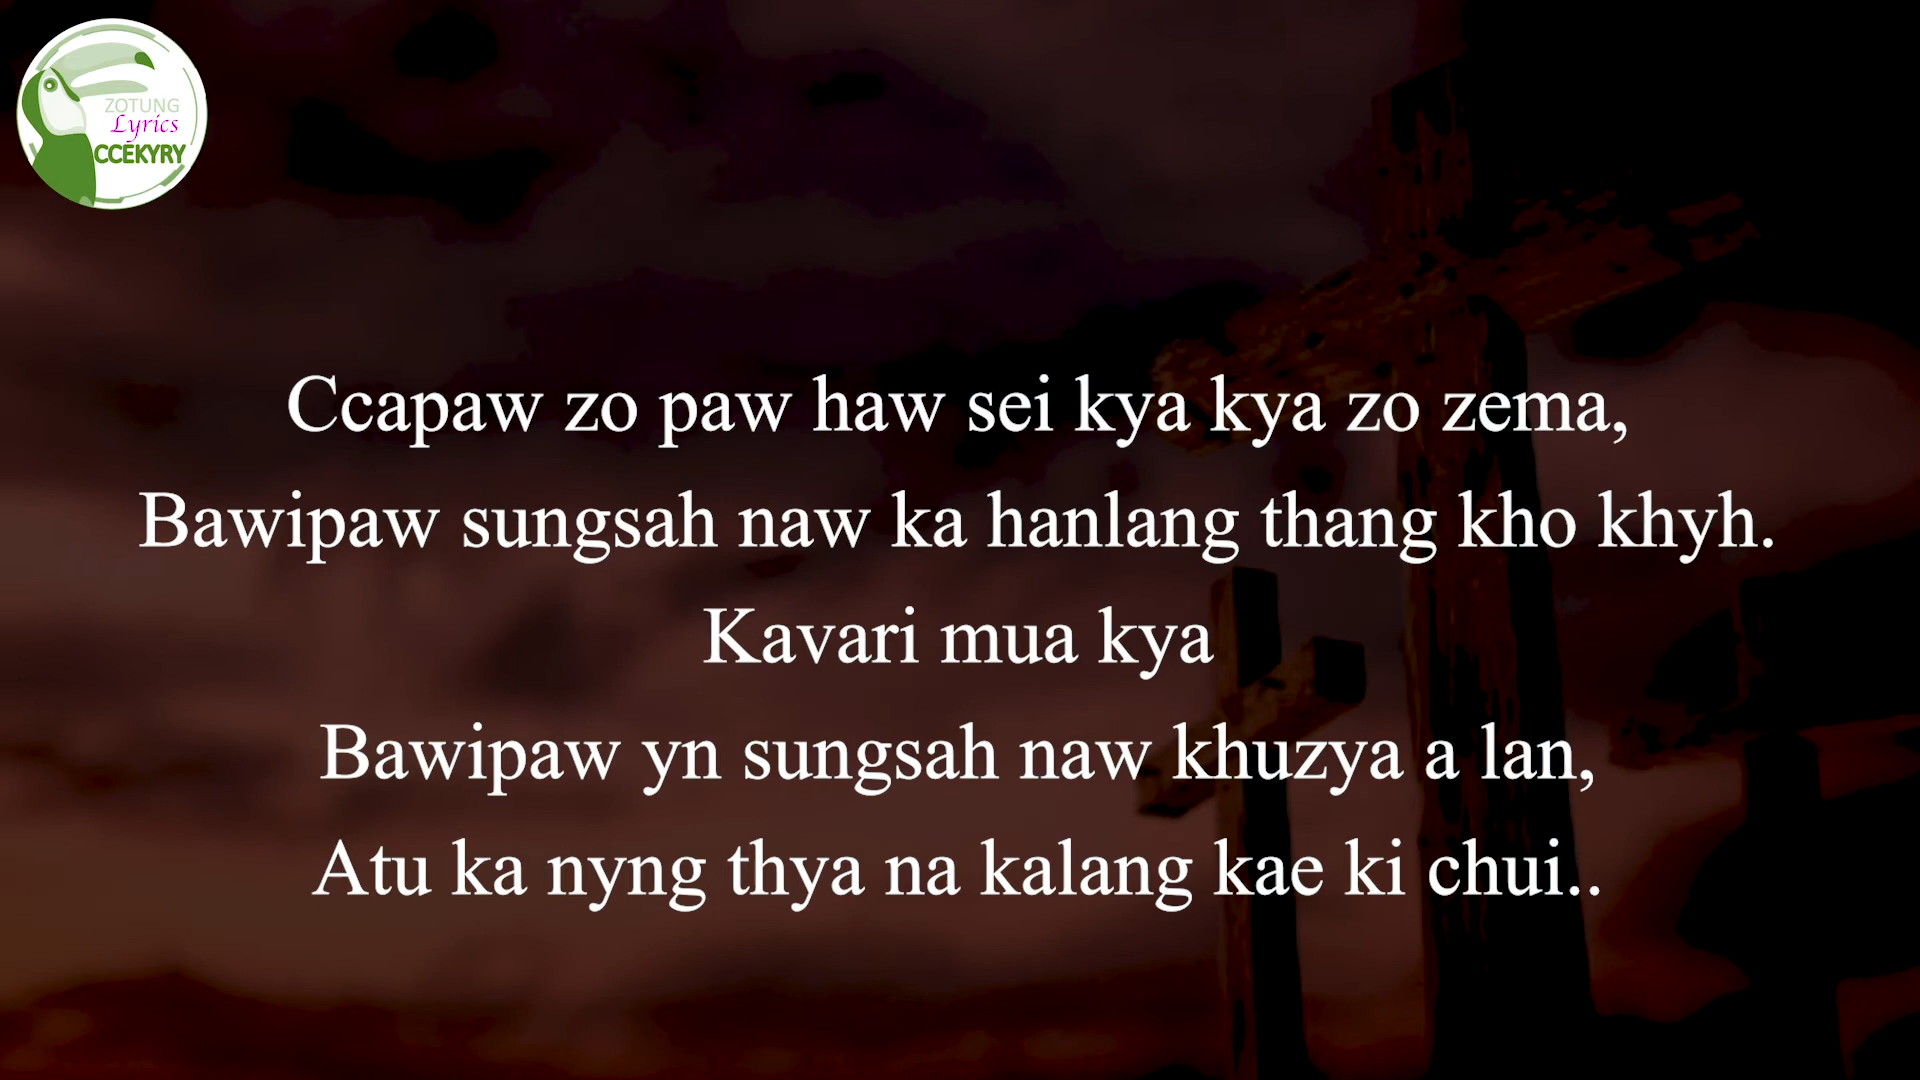 ZOTUNG
Lyrics
CCEKYRY
Ccapaw zo paw haw sei kya kya zo zema,
Bawipaw sungsah naw ka hanlang thang kho khyh.
Kavari mua kya
Bawipaw yn sungsah naw khuzya a lan,
Atu ka nyng thya na kalang kae ki chui..